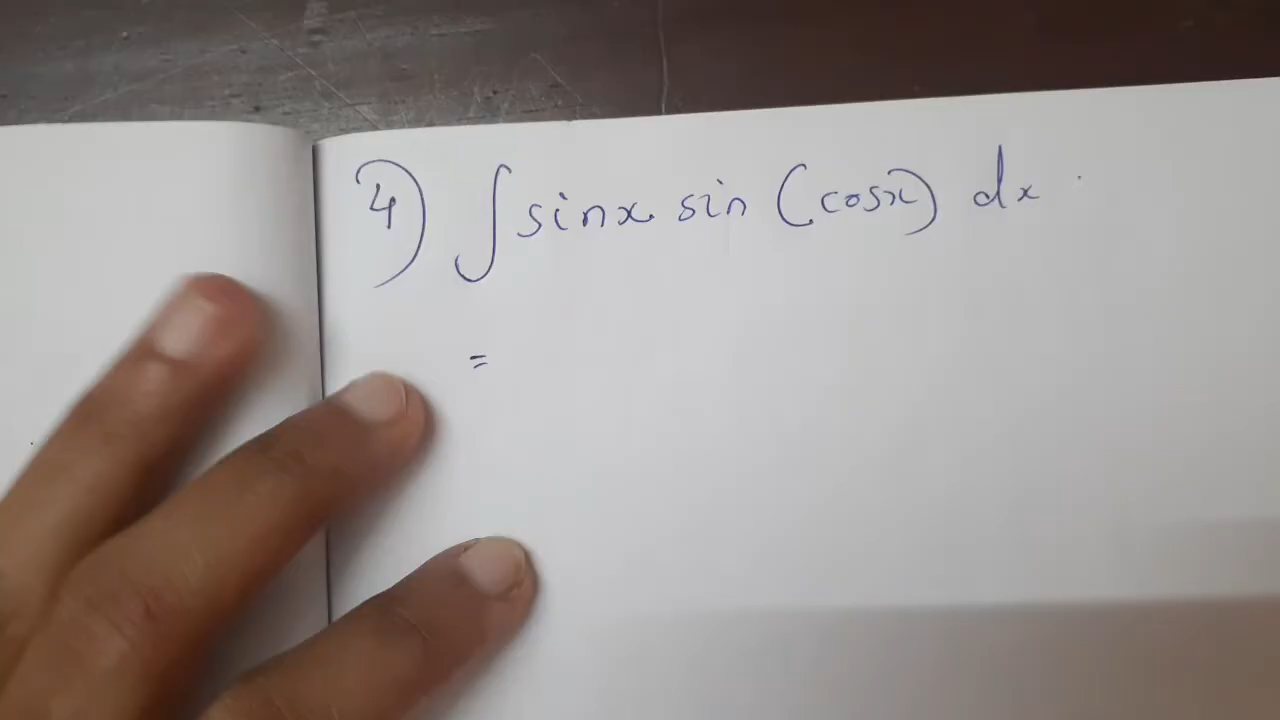 4) ∫ sinx sin (cosx) dx
=